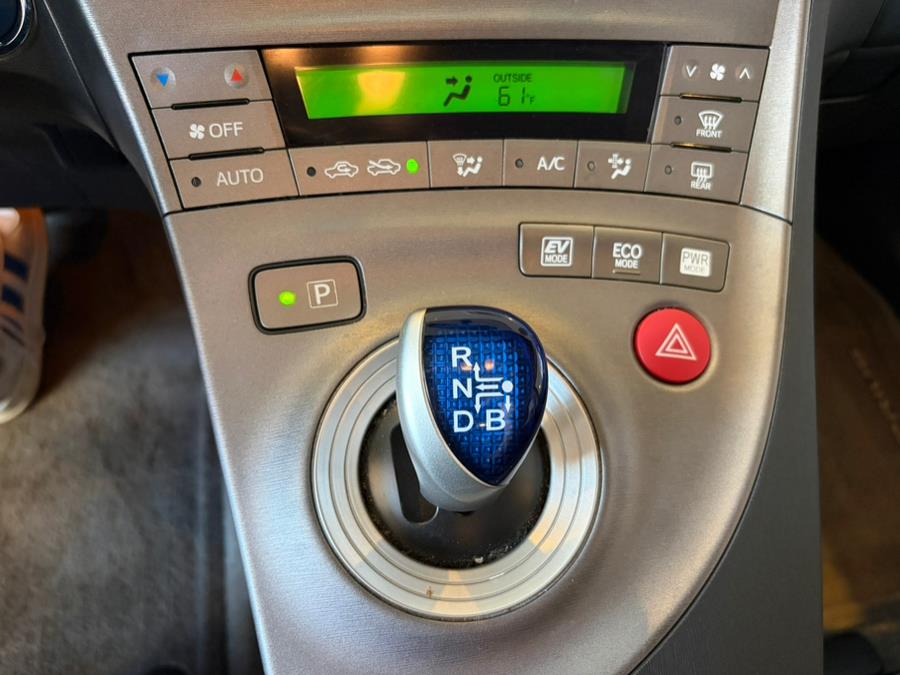 OUTSIDE
61°F
OFF
FRONT
AUTO
A/C
REAR
EV
MODE
ECO
MODE
PWR
MODE
P
R
N
D B